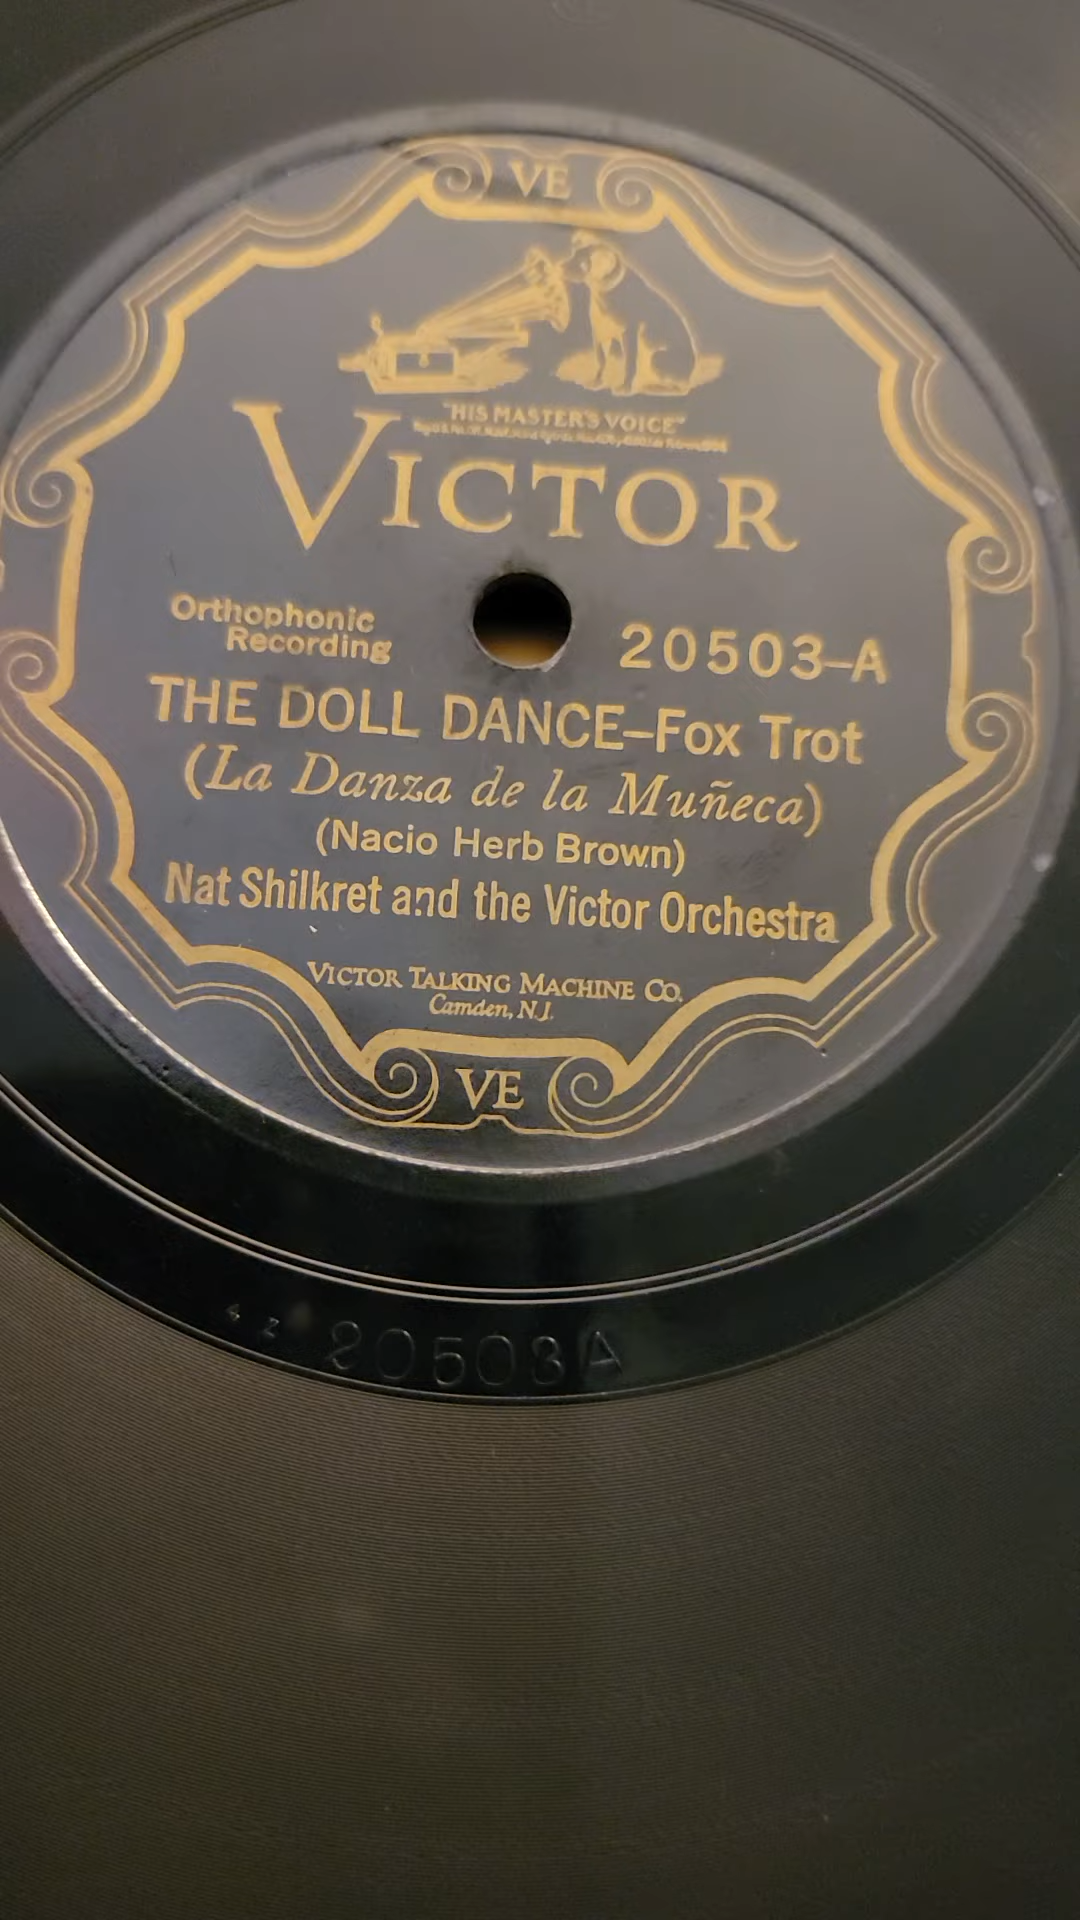 VE
"HIS MASTER'S VOICE"
VICTOR
Orthophonic
Recording
20503-A
THE DOLL DANCE-Fox Trot
(La Danza de la Muñeca)
(Nacio Herb Brown)
Nat Shilkret and the Victor Orchestra
VICTOR TALKING MACHINE CO.
Camden, N.J.
VE
4 Z 20503A